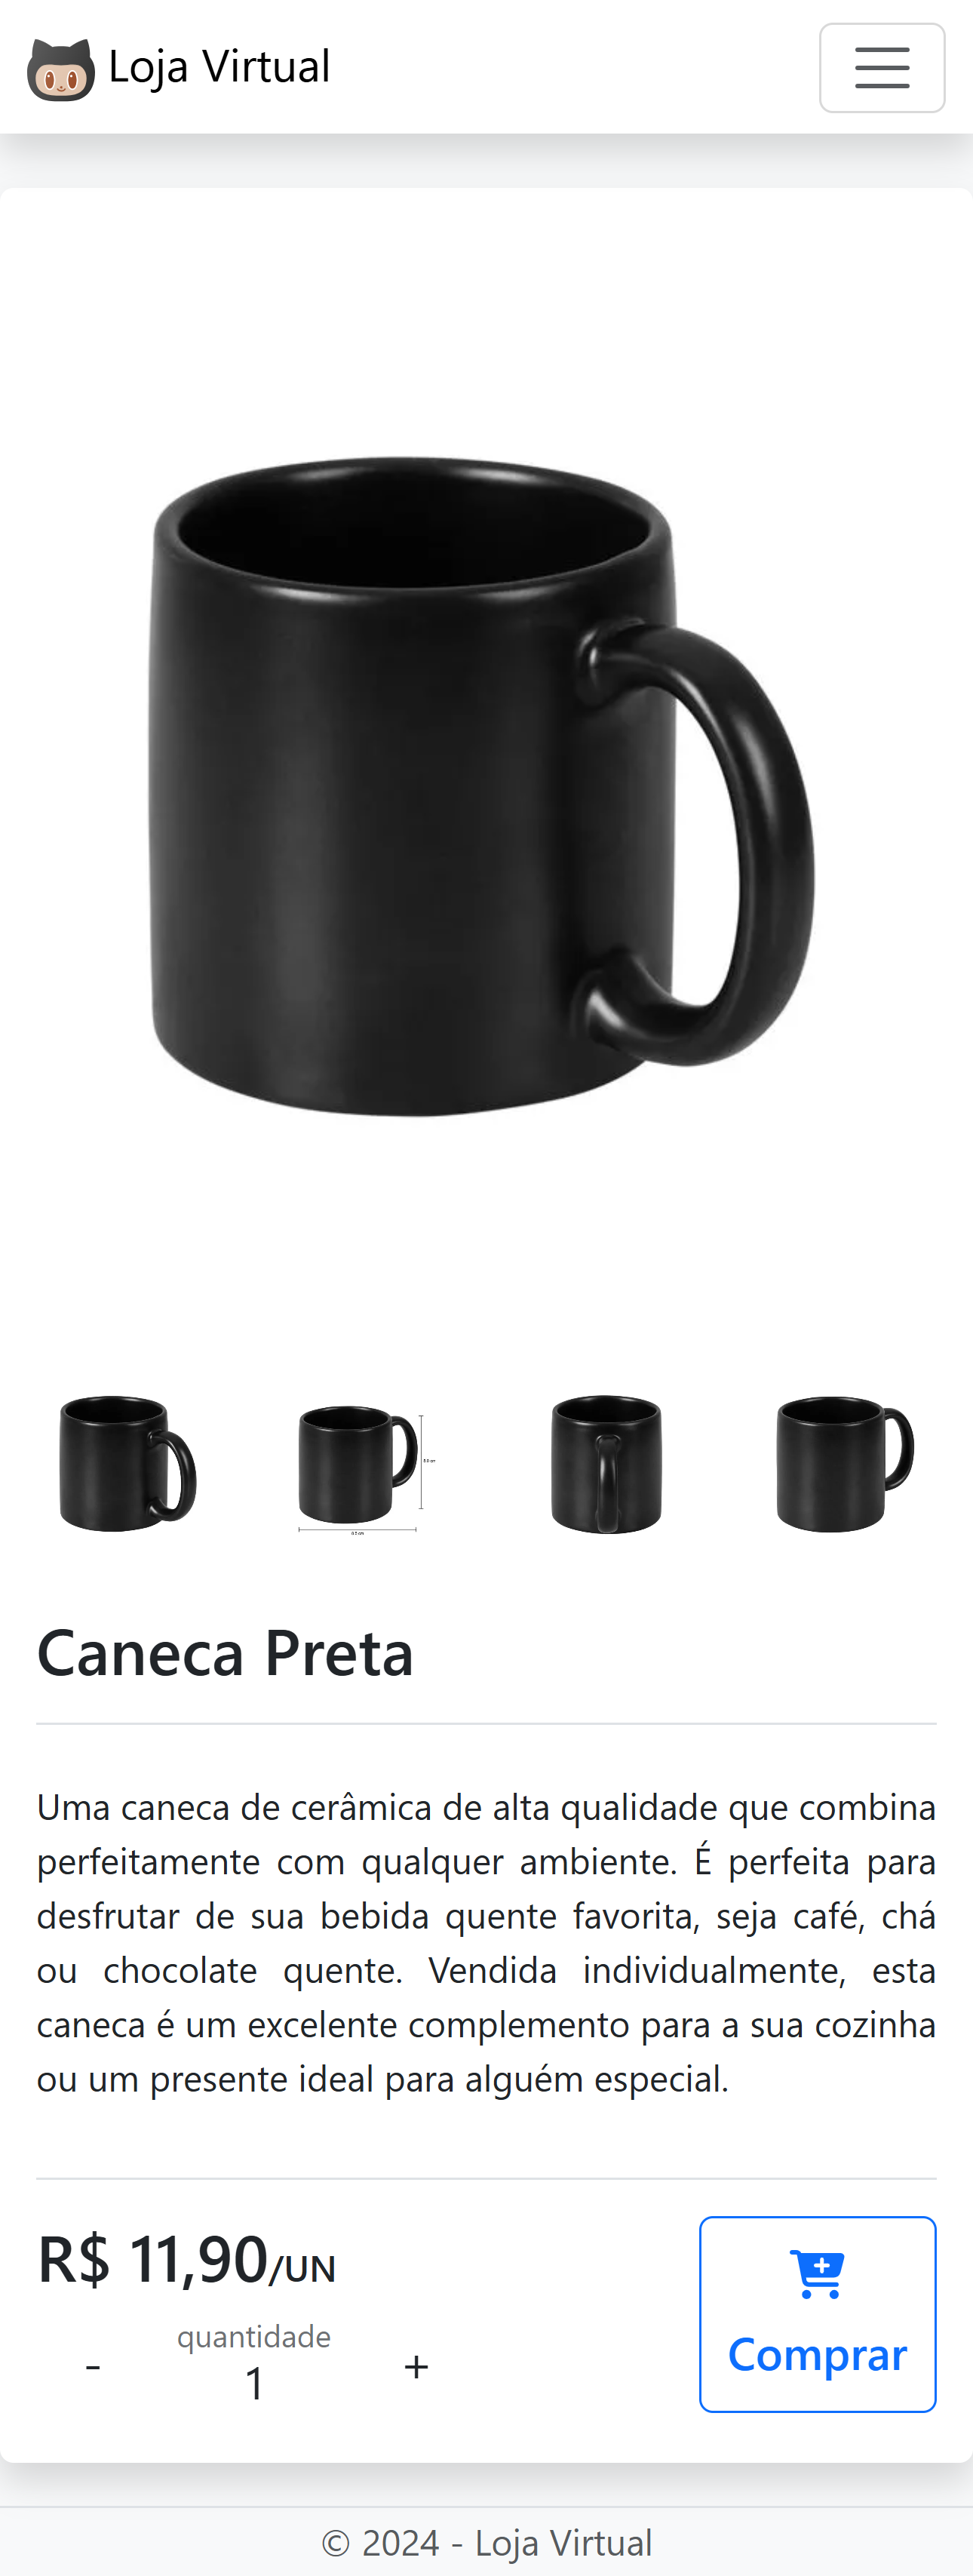 Loja Virtual
Caneca Preta
Uma caneca de cerâmica de alta qualidade que combina
perfeitamente com qualquer ambiente. É perfeita para
desfrutar de sua bebida quente favorita, seja café, chá
ou chocolate quente. Vendida individualmente, esta
caneca é um excelente complemento para a sua cozinha
ou um presente ideal para alguém especial.
R$ 11,90/UN
quantidade
- 1 +
Comprar
© 2024 - Loja Virtual